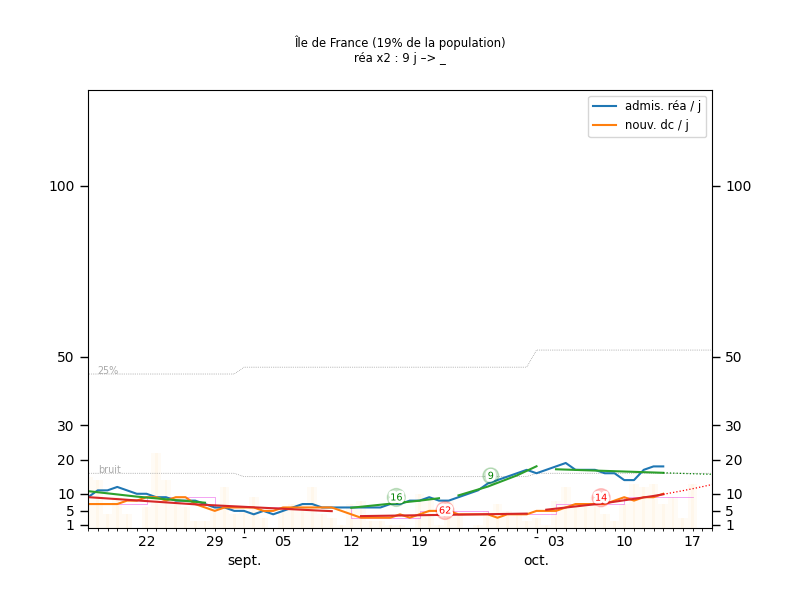 Île de France (19% de la population)
réa x2 : 9 j –> _
admis. réa / j
nouv. dc / j
100 100
50 50
25%
30 30
20 20
bruit
10 10
5 5
1 1
16
62
9
14
22 29 - 05 12 19 26 - 03 10 17
sept. oct.